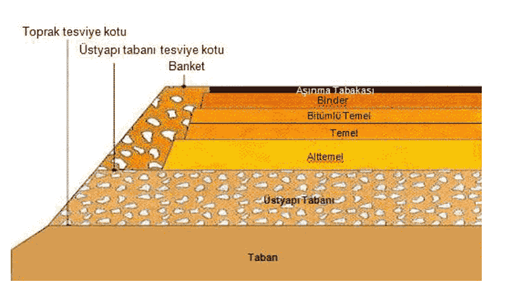 Toprak tesviye kotu
Üstyapı tabanı tesviye kotu
Banket
Aşınma Tabakası
Binder
Bitümlü Temel
Temel
Alttemel
Üstyapı Tabanı
Taban